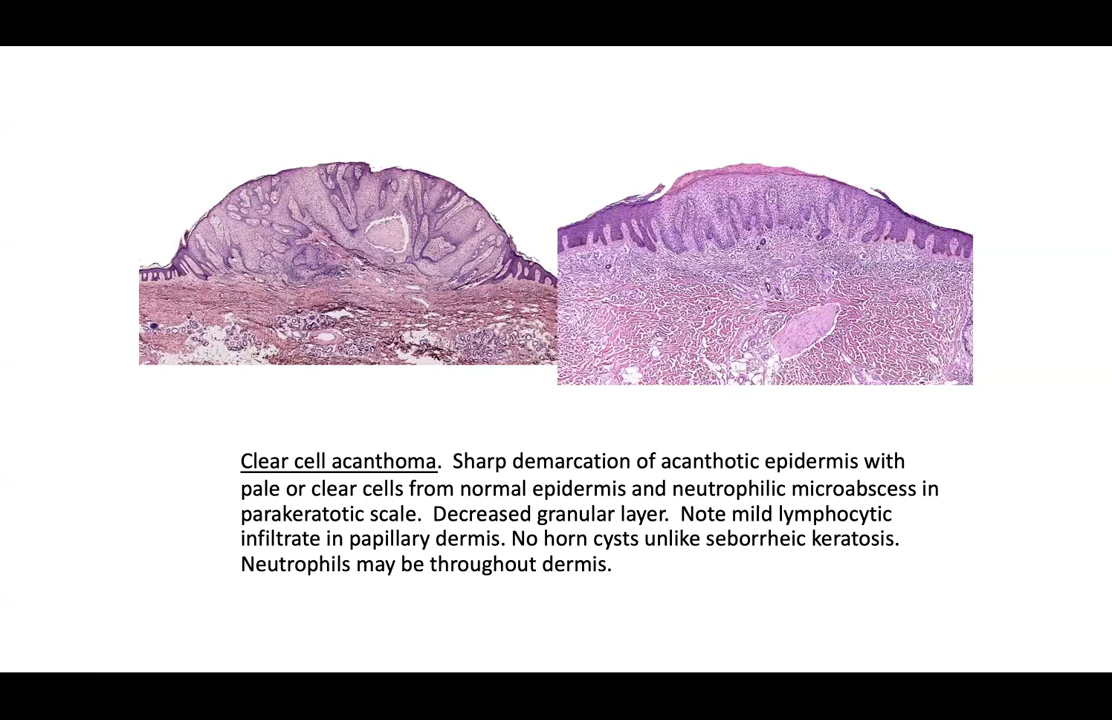 Clear cell acanthoma.  Sharp demarcation of acanthotic epidermis with
pale or clear cells from normal epidermis and neutrophilic microabscess in
parakeratotic scale.  Decreased granular layer.  Note mild lymphocytic
infiltrate in papillary dermis. No horn cysts unlike seborrheic keratosis.
Neutrophils may be throughout dermis.